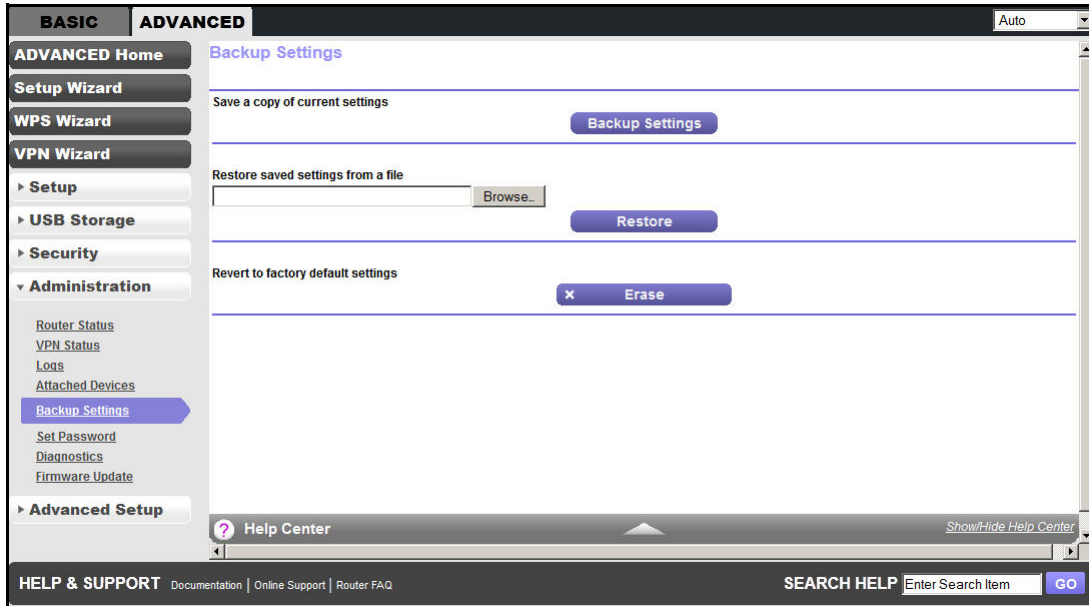 BASIC ADVANCED Auto
ADVANCED Home
Setup Wizard
WPS Wizard
VPN Wizard
Setup
USB Storage
Security
Administration
Router Status
VPN Status
Logs
Attached Devices
Backup Settings
Set Password
Diagnostics
Firmware Update
Advanced Setup
Backup Settings
Save a copy of current settings
Backup Settings
Restore saved settings from a file
Browse..
Restore
Revert to factory default settings
Erase
? Help Center Show/Hide Help Center
HELP & SUPPORT Documentation | Online Support | Router FAQ SEARCH HELP Enter Search Item GO